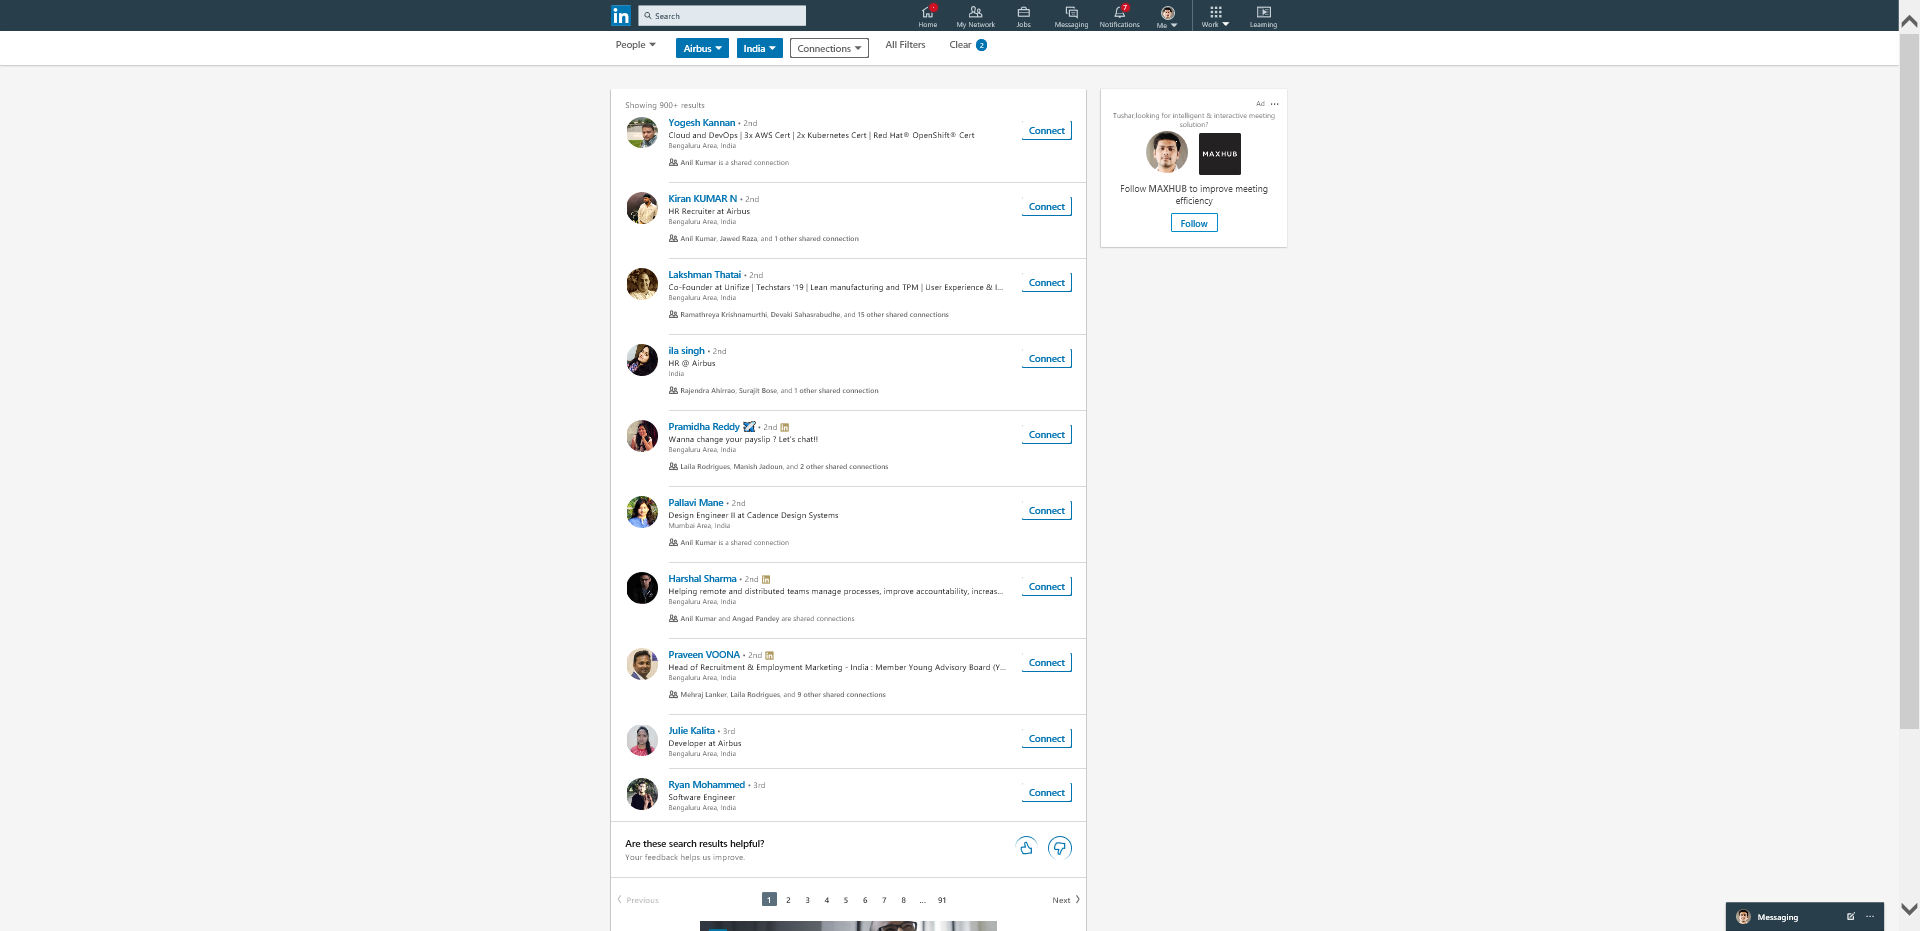 in
Search
Home
My Network
Jobs
Messaging
7
Notifications
Me
Work
Learning
People
Airbus
India
Connections
All Filters
Clear 2
Showing 900+ results
Yogesh Kannan • 2nd
Cloud and DevOps | 3x AWS Cert | 2x Kubernetes Cert | Red Hat® OpenShift® Cert
Bengaluru Area, India
Anil Kumar is a shared connection
Connect
Kiran KUMAR N • 2nd
HR Recruiter at Airbus
Bengaluru Area, India
Anil Kumar, Jawed Raza, and 1 other shared connection
Connect
Lakshman Thatai • 2nd
Co-Founder at Unifize | Techstars '19 | Lean manufacturing and TPM | User Experience & I...
Bengaluru Area, India
Ramathreya Krishnamurthi, Devaki Sahasrabudhe, and 15 other shared connections
Connect
ila singh • 2nd
HR @ Airbus
India
Rajendra Ahirrao, Surajit Bose, and 1 other shared connection
Connect
Pramidha Reddy • 2nd in
Wanna change your payslip ? Let's chat!!
Bengaluru Area, India
Laila Rodrigues, Manish Jadoun, and 2 other shared connections
Connect
Pallavi Mane • 2nd
Design Engineer II at Cadence Design Systems
Mumbai Area, India
Anil Kumar is a shared connection
Connect
Harshal Sharma • 2nd in
Helping remote and distributed teams manage processes, improve accountability, increas...
Bengaluru Area, India
Anil Kumar and Angad Pandey are shared connections
Connect
Praveen VOONA • 2nd in
Head of Recruitment & Employment Marketing - India : Member Young Advisory Board (Y...
Bengaluru Area, India
Mehraj Lanker, Laila Rodrigues, and 9 other shared connections
Connect
Julie Kalita • 3rd
Developer at Airbus
Bengaluru Area, India
Connect
Ryan Mohammed • 3rd
Software Engineer
Bengaluru Area, India
Connect
Are these search results helpful?
Your feedback helps us improve.
Previous 1 2 3 4 5 6 7 8 ... 91 Next
Ad ...
Tushar,looking for intelligent & interactive meeting
solution?
MAXHUB
Follow MAXHUB to improve meeting
efficiency
Follow
Messaging ...